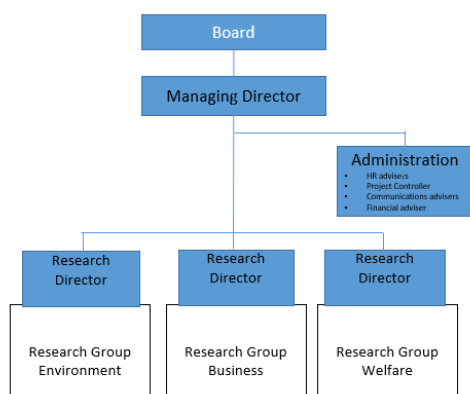 Board
Managing Director
Administration
• HR advisers
• Project Controller
• Communications advisers
• Financial adviser
Research
Director
Research
Director
Research
Director
Research Group
Environment
Research Group
Business
Research Group
Welfare